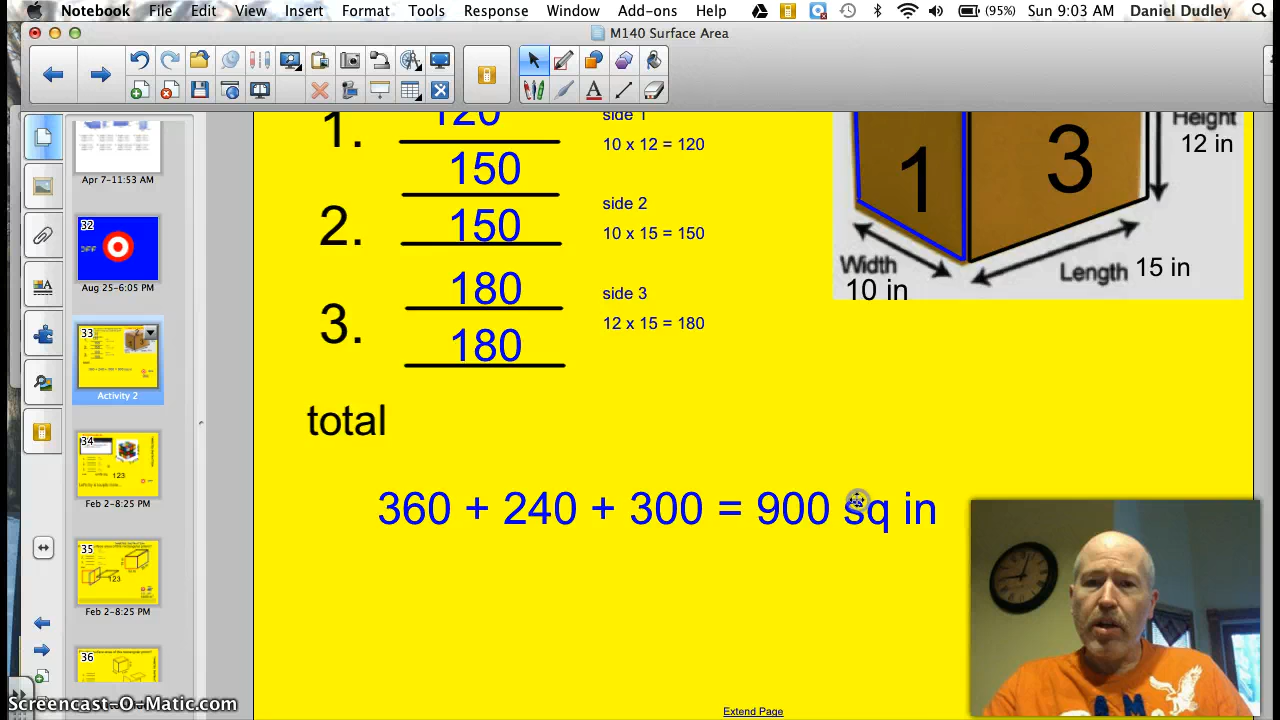 Notebook File Edit View Insert Format Tools Response Window Add-ons Help (95%) Sun 9:03 AM Daniel Dudley
M140 Surface Area
Apr 7-11:53 AM
32
OFF
Aug 25-6:05 PM
33
Activity 2
34
123
Feb 2-8:25 PM
35
123
Feb 2-8:25 PM
36
1.
120
150
side 1
10 x 12 = 120
2.
150
side 2
10 x 15 = 150
3.
180
180
side 3
12 x 15 = 180
total
360 + 240 + 300 = 900 sq in
1
3
Height
12 in
Width
10 in
Length 15 in
Extend Page
Screencast-O-Matic.com